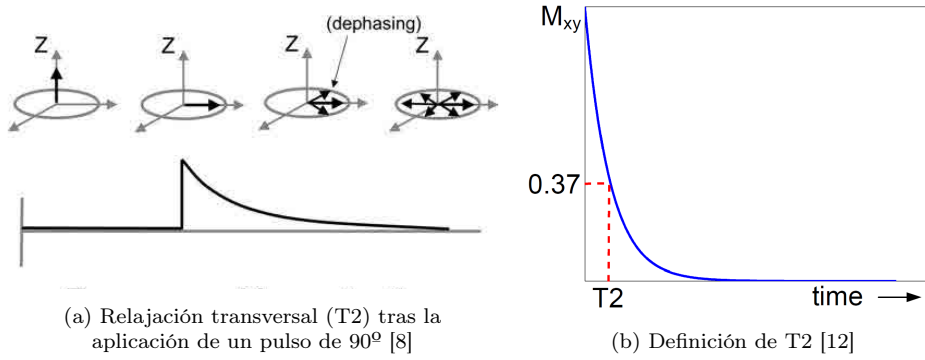 (dephasing)
Z Z Z Z
M_xy
0.37
T2 time
(a) Relajación transversal (T2) tras la
aplicación de un pulso de 90º [8]
(b) Definición de T2 [12]